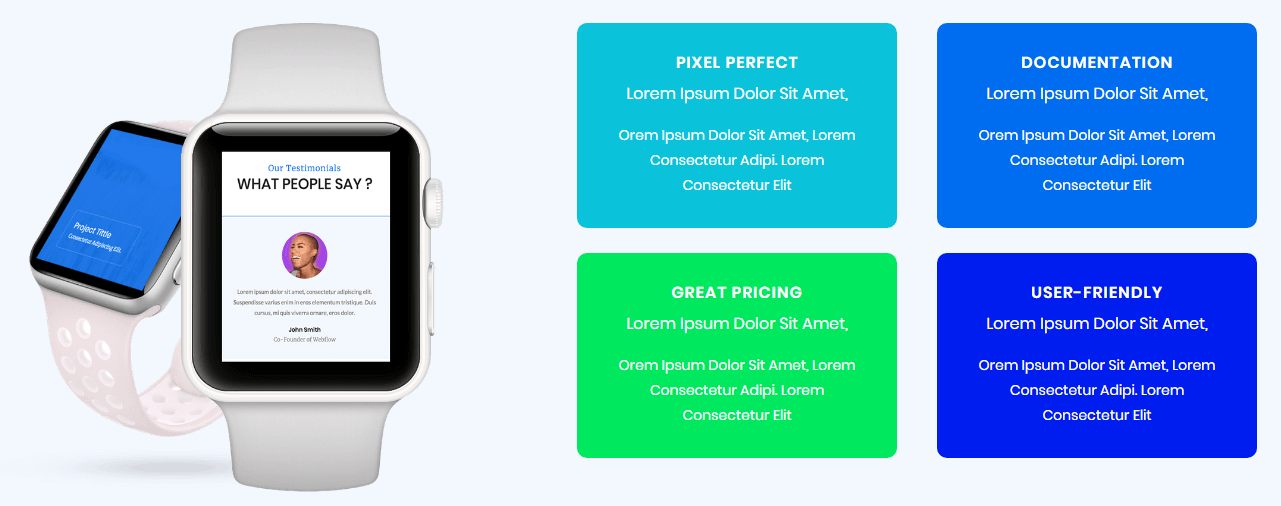 Project Tittle
Consectetur Adipiscing Elit,
Our Testimonials
WHAT PEOPLE SAY ?
Lorem ipsum dolor sit amet, consectetur adipiscing elit.
Suspendisse varius enim in eros elementum tristique. Duis
cursus, mi quis viverra ornare, eros dolor.
John Smith
Co-Founder of Webflow
PIXEL PERFECT
Lorem Ipsum Dolor Sit Amet,
Orem Ipsum Dolor Sit Amet, Lorem
Consectetur Adipi. Lorem
Consectetur Elit
DOCUMENTATION
Lorem Ipsum Dolor Sit Amet,
Orem Ipsum Dolor Sit Amet, Lorem
Consectetur Adipi. Lorem
Consectetur Elit
GREAT PRICING
Lorem Ipsum Dolor Sit Amet,
Orem Ipsum Dolor Sit Amet, Lorem
Consectetur Adipi. Lorem
Consectetur Elit
USER-FRIENDLY
Lorem Ipsum Dolor Sit Amet,
Orem Ipsum Dolor Sit Amet, Lorem
Consectetur Adipi. Lorem
Consectetur Elit